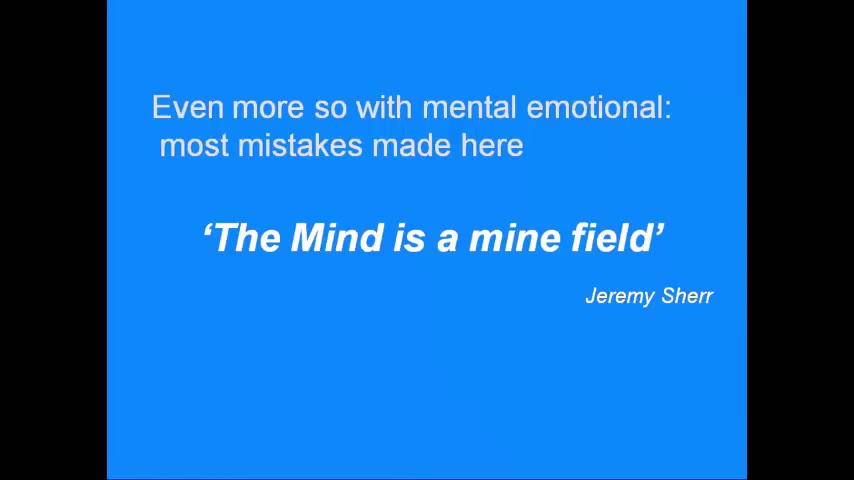 Even more so with mental emotional:
most mistakes made here
‘The Mind is a mine field’
Jeremy Sherr